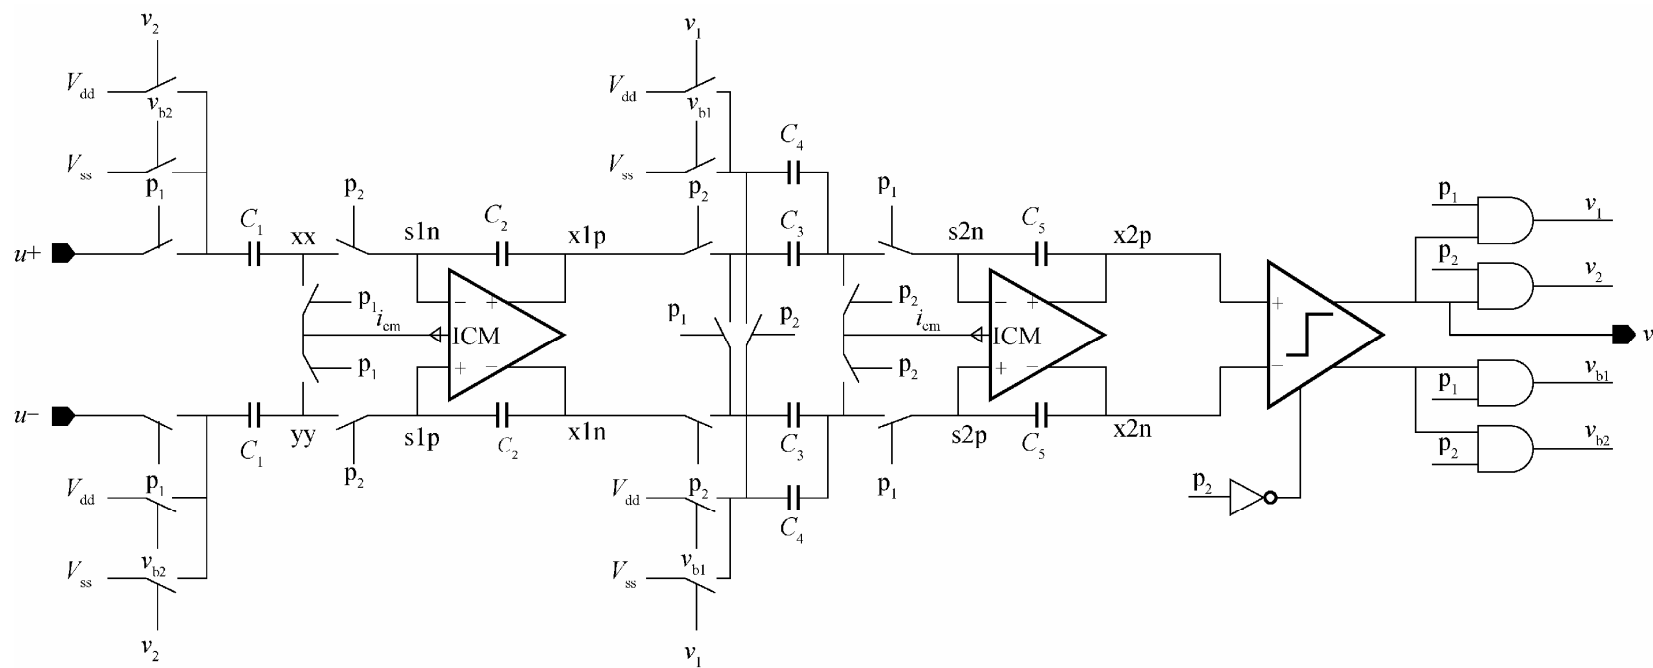 v2 v1
Vdd Vdd
vb2 vb1
C4
Vss Vss
p1 p2 p2 p1 p1 v1
C1 C2 C3 C5
u+ xx s1n x1p s2n x2p p2 v2
− + − + +
p1 p1 p2 p2
icm ICM icm ICM v
p1 p2
+ − + − − p1 vb1
u− yy s1p x1n s2p x2n
C1 C2 C3 C5 p2 vb2
p1 p2 p2 p1
Vdd Vdd p2
C4
Vss vb2 Vss vb1
v2 v1